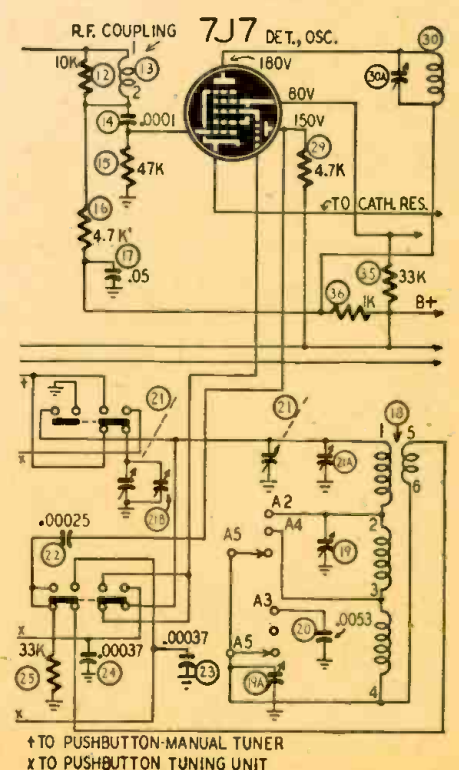 R.F. COUPLING
7J7 DET., OSC.
30
10K
12
1
13
2
180V
30A
80V
14
.0001
150V
29
15
47K
4.7K
TO CATH. RES.
16
4.7K
17
.05
35
33K
36
1K
B+
†
21
21
18
1
5
X
21A
6
21B
A2
.00025
A4
2
22
A5
19
3
A3
X
.00037
20
.0053
33K
.00037
A5
25
24
23
19A
4
X
† TO PUSHBUTTON-MANUAL TUNER
X TO PUSHBUTTON TUNING UNIT